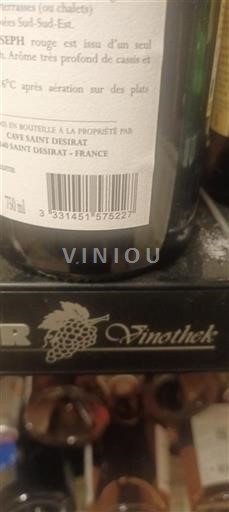 terrasses (ou chalets)
Sud-Sud-Est.
SEPH rouge est issu d'un seul
Arôme très profond de cassis et
6°C après aération sur des plats
EN BOUTEILLE À LA PROPRIÉTÉ PAR
CAVE SAINT DESIRAT
SAINT DESIRAT - FRANCE
750 ml
3 331451 575227
VINIOU
R Vinothek